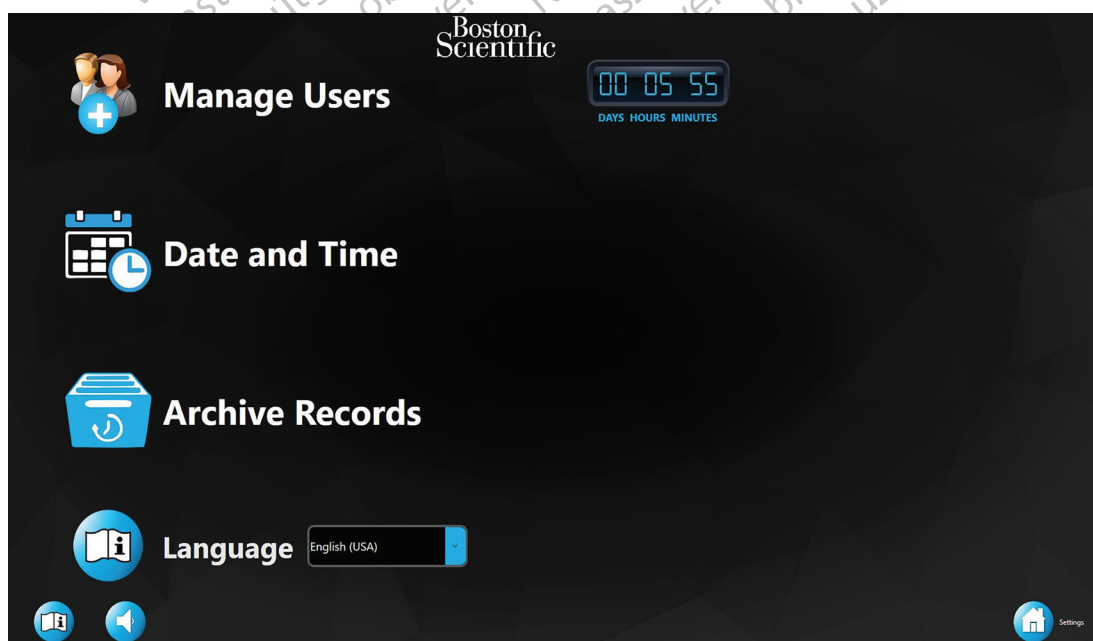 Boston
Scientific
Manage Users
00 05 55
DAYS HOURS MINUTES
Date and Time
Archive Records
Language
English (USA)
Settings